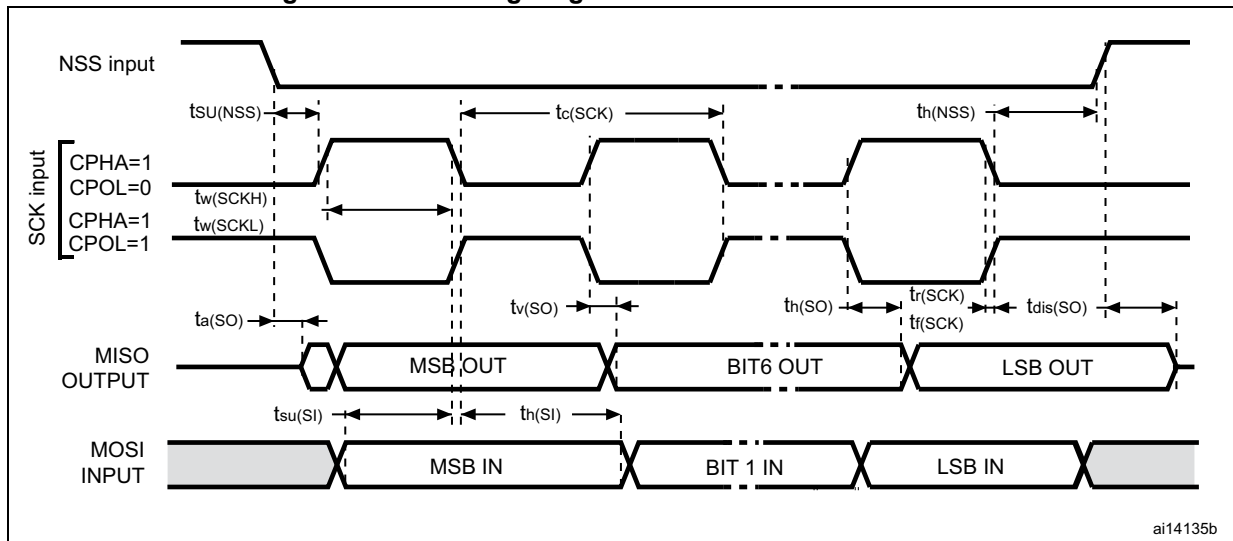 NSS input
tSU(NSS)
tc(SCK)
th(NSS)
SCK input
CPHA=1
CPOL=0
tw(SCKH)
CPHA=1
tw(SCKL)
CPOL=1
ta(SO)
tv(SO)
th(SO)
tr(SCK)
tf(SCK)
tdis(SO)
MISO
OUTPUT
MSB OUT
BIT6 OUT
LSB OUT
tsu(SI)
th(SI)
MOSI
INPUT
MSB IN
BIT 1 IN
LSB IN
ai14135b